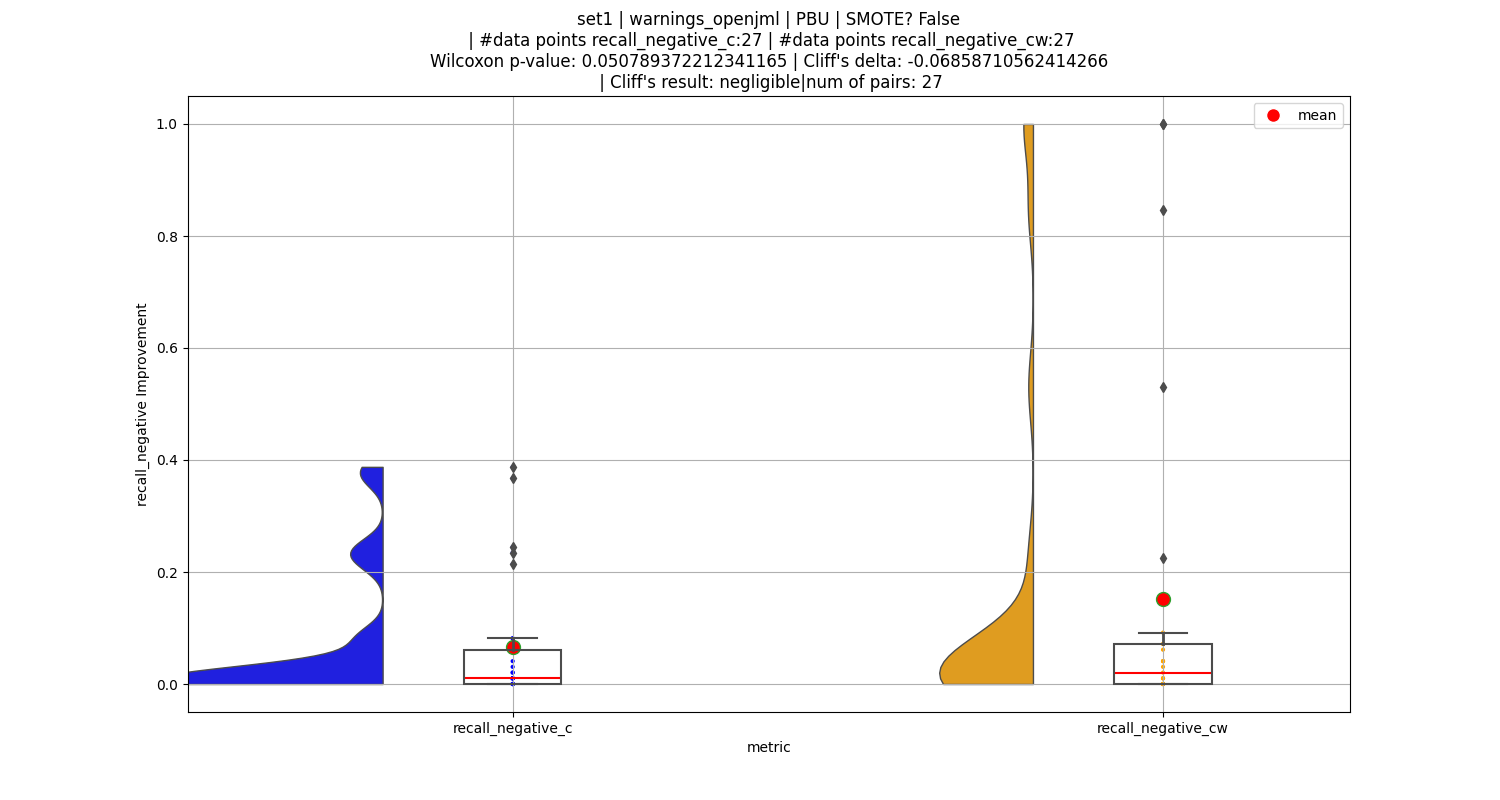 set1 | warnings_openjml | PBU | SMOTE? False
| #data points recall_negative_c:27 | #data points recall_negative_cw:27
Wilcoxon p-value: 0.050789372212341165 | Cliff's delta: -0.06858710562414266
| Cliff's result: negligible|num of pairs: 27
mean
1.0
0.8
0.6
0.4
0.2
0.0
recall_negative Improvement
recall_negative_c
recall_negative_cw
metric